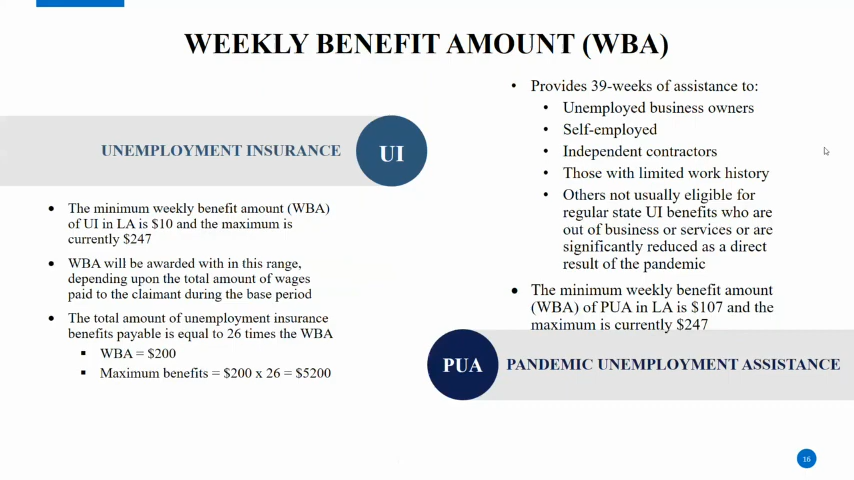 WEEKLY BENEFIT AMOUNT (WBA)
UNEMPLOYMENT INSURANCE
UI
• The minimum weekly benefit amount (WBA)
of UI in LA is $10 and the maximum is
currently $247
• WBA will be awarded with in this range,
depending upon the total amount of wages
paid to the claimant during the base period
• The total amount of unemployment insurance
benefits payable is equal to 26 times the WBA
▪ WBA = $200
▪ Maximum benefits = $200 x 26 = $5200
• Provides 39-weeks of assistance to:
• Unemployed business owners
• Self-employed
• Independent contractors
• Those with limited work history
• Others not usually eligible for
regular state UI benefits who are
out of business or services or are
significantly reduced as a direct
result of the pandemic
• The minimum weekly benefit amount
(WBA) of PUA in LA is $107 and the
maximum is currently $247
PUA
PANDEMIC UNEMPLOYMENT ASSISTANCE
16